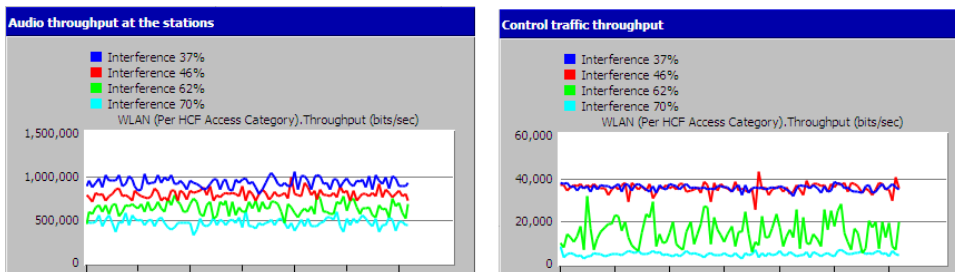 Audio throughput at the stations
Interference 37%
Interference 46%
Interference 62%
Interference 70%
WLAN (Per HCF Access Category).Throughput (bits/sec)
1,500,000
1,000,000
500,000
0
Control traffic throughput
Interference 37%
Interference 46%
Interference 62%
Interference 70%
WLAN (Per HCF Access Category).Throughput (bits/sec)
60,000
40,000
20,000
0